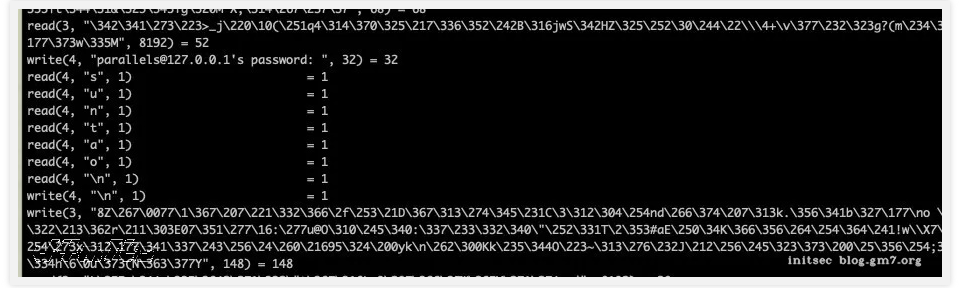 read(3, "\342\341\273\223>_j\220\10(\251q4\314\370\325\217\336\352\242B\316jwS\342HZ\325\252\30\244\22\\\4+\v\377\232\323g?(m\234\3
177\373w\335M", 8192) = 52
write(4, "parallels@127.0.0.1's password: ", 32) = 32
read(4, "s", 1) = 1
read(4, "u", 1) = 1
read(4, "n", 1) = 1
read(4, "t", 1) = 1
read(4, "a", 1) = 1
read(4, "o", 1) = 1
read(4, "\n", 1) = 1
write(4, "\n", 1) = 1
write(3, "8Z\267\0077\1\367\207\221\332\366\2f\253\21D\367\313\274\345\231C\3\312\304\254nd\266\374\207\313k.\356\341b\327\177\no \
\322\213\362r\211\303E07\351\277\16:\277u@O\310\245\340:\337\233\332\340\"\252\331T\2\353#aE\250\34K\366\356\264\254\364\241!w\\X7\
\337\243\256\24\260\21695\324\200yk\n\262\300Kk\235\344O\223~\313\276\232J\212\256\245\323\373\200\25\356\254;3
\334h\6\0u\373(N\363\377Y", 148) = 148
initsec blog.gm7.org